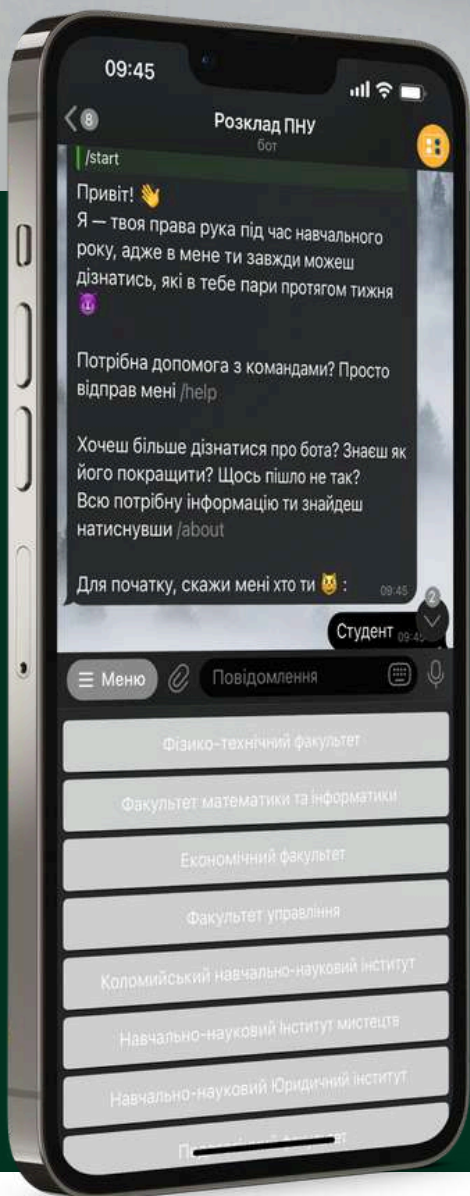 09:45
8
Розклад ПНУ
бот
/start
Привіт! 👋
Я — твоя права рука під час навчального
року, адже в мене ти завжди можеш
дізнатись, які в тебе пари протягом тижня
😈
Потрібна допомога з командами? Просто
відправ мені /help
Хочеш більше дізнатися про бота? Знаєш як
його покращити? Щось пішло не так?
Всю потрібну інформацію ти знайдеш
натиснувши /about
Для початку, скажи мені хто ти 😼 :
09:45
2
Студент
Меню
Повідомлення
Фізико-технічний факультет
Факультет математики та інформатики
Економічний факультет
Факультет управління
Коломийський навчально-науковий інститут
Навчально-науковий Інститут мистецтв
Навчально-науковий Юридичний інститут